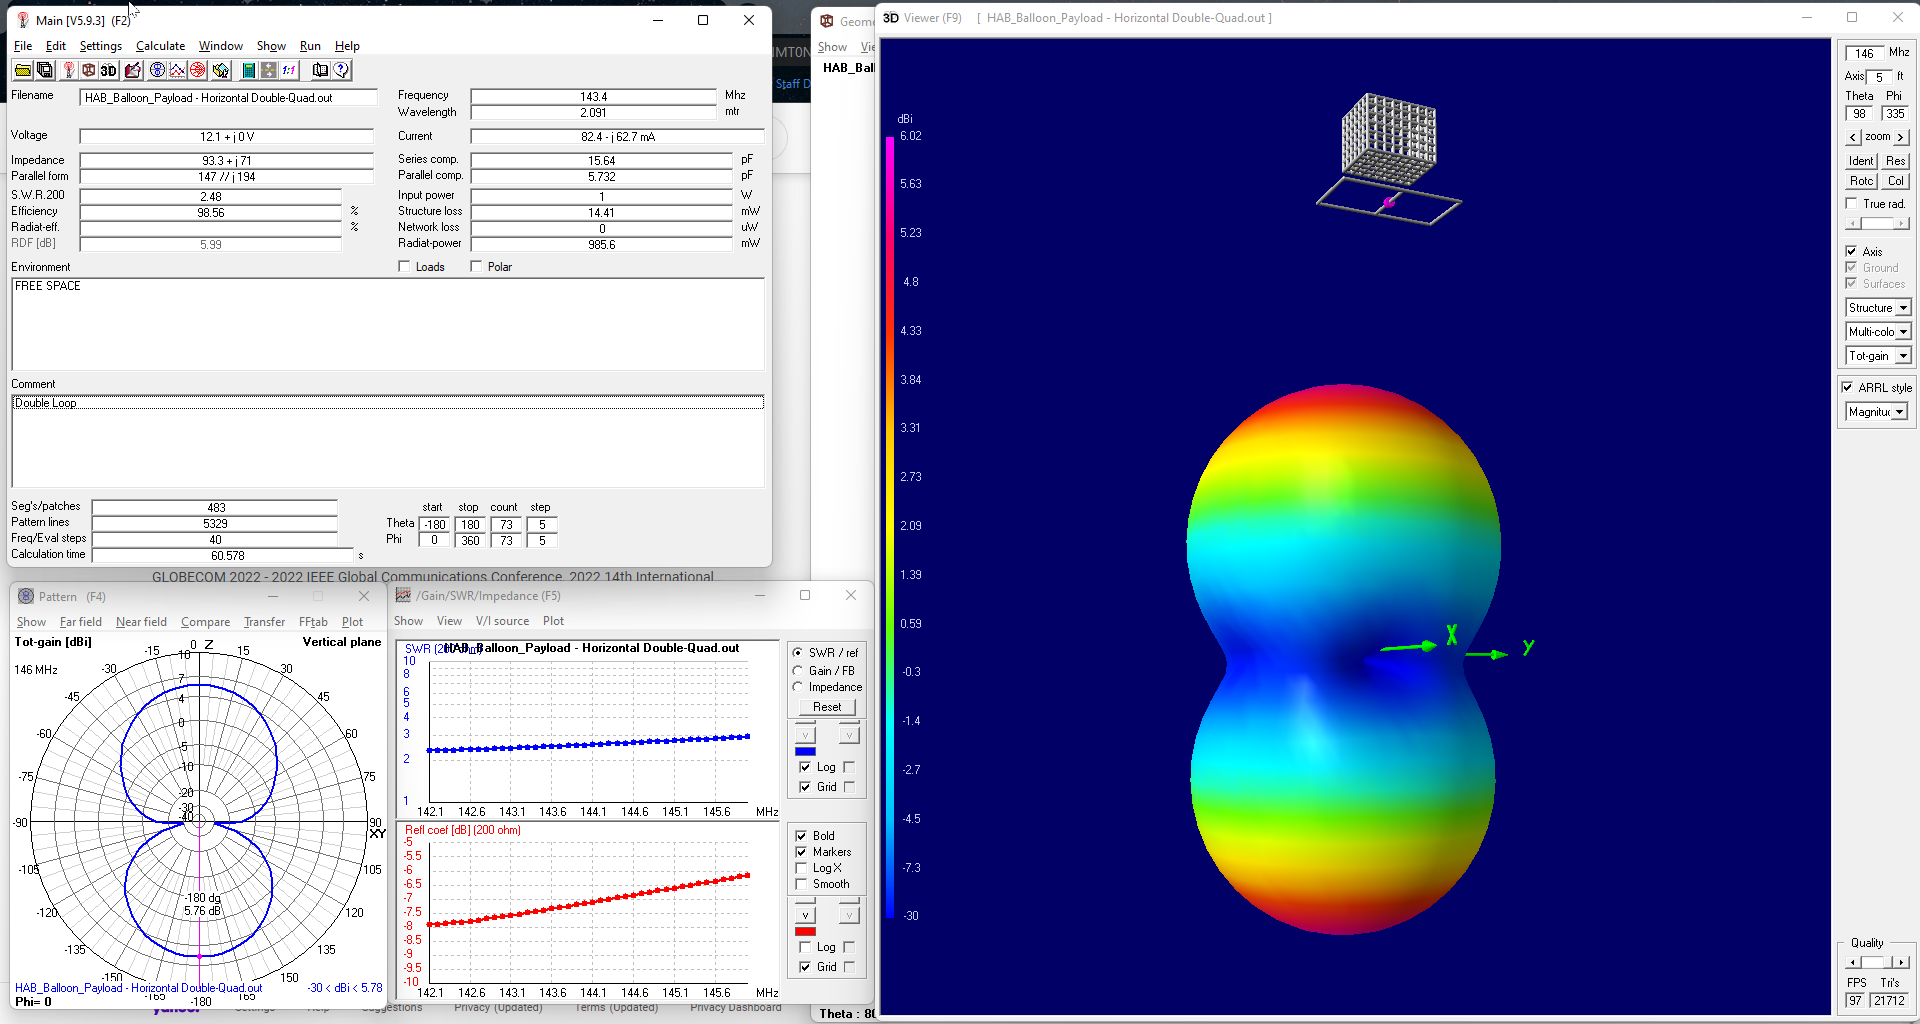 Main [V5.9.3] (F2)
File Edit Settings Calculate Window Show Run Help
3D 1:1
Filename HAB_Balloon_Payload - Horizontal Double-Quad.out
Frequency 143.4 Mhz
Wavelength 2.091 mtr
Voltage 12.1 + j 0 V
Current 82.4 - j 62.7 mA
Impedance 93.3 + j 71
Series comp. 15.64 pF
Parallel form 147 // j 194
Parallel comp. 5.732 pF
S.W.R.200 2.48
Input power 1 W
Efficiency 98.56 %
Structure loss 14.41 mW
Radiat-eff. %
Network loss 0 uW
RDF [dB] 5.99
Radiat-power 985.6 mW
Environment
Loads Polar
FREE SPACE
Comment
Double Loop
Seg's/patches 483
Pattern lines 5329
Freq/Eval steps 40
Calculation time 60.578 s
start stop count step
Theta -180 180 73 5
Phi 0 360 73 5
GLOBECOM 2022 - 2022 IEEE Global Communications Conference, 2022 14th International
Pattern (F4)
Show Far field Near field Compare Transfer FFtab Plot
Tot-gain [dBi]
Vertical plane
146 MHz
0 Z
-15 15
-30 30
-45 45
-60 60
-75 75
-90 90
XY
-105 105
-120 120
-135 135
-150 150
-165 165
-180
10
7
4
0
-5
-10
-20
-30
-40
-180 dg
5.76 dB
HAB_Balloon_Payload - Horizontal Double-Quad.out
-30 < dBi < 5.78
Phi= 0
/Gain/SWR/Impedance (F5)
Show View V/I source Plot
HAB_Balloon_Payload - Horizontal Double-Quad.out
10
8
6
5
4
3
2
1
142.1 142.6 143.1 143.6 144.1 144.6 145.1 145.6 MHz
Refl coef [dB] (200 ohm)
-5
-5.5
-6
-6.5
-7
-7.5
-8
-8.5
-9
-9.5
-10
142.1 142.6 143.1 143.6 144.1 144.6 145.1 145.6 MHz
SWR / ref
Gain / FB
Impedance
Reset
v v
Log
Grid
Bold
Markers
Log X
Smooth
v v
Log
Grid
yahoo!
Settings Help Suggestions Privacy (Updated) Terms (Updated) Privacy Dashboard
Geome
Show Vie
HAB_Ball
IMTON
Staff D
Theta : 80
3D Viewer (F9) [ HAB_Balloon_Payload - Horizontal Double-Quad.out ]
dBi
6.02
5.63
5.23
4.8
4.33
3.84
3.31
2.73
2.09
1.39
0.59
-0.3
-1.4
-2.7
-4.5
-7.3
-30
X
Y
146 Mhz
Axis 5 ft
Theta Phi
98 335
< zoom >
Ident Res
Rotc Col
True rad.
Axis
Ground
Surfaces
Structure
Multi-colo
Tot-gain
ARRL style
Magnituc
Quality
FPS Tri's
97 21712